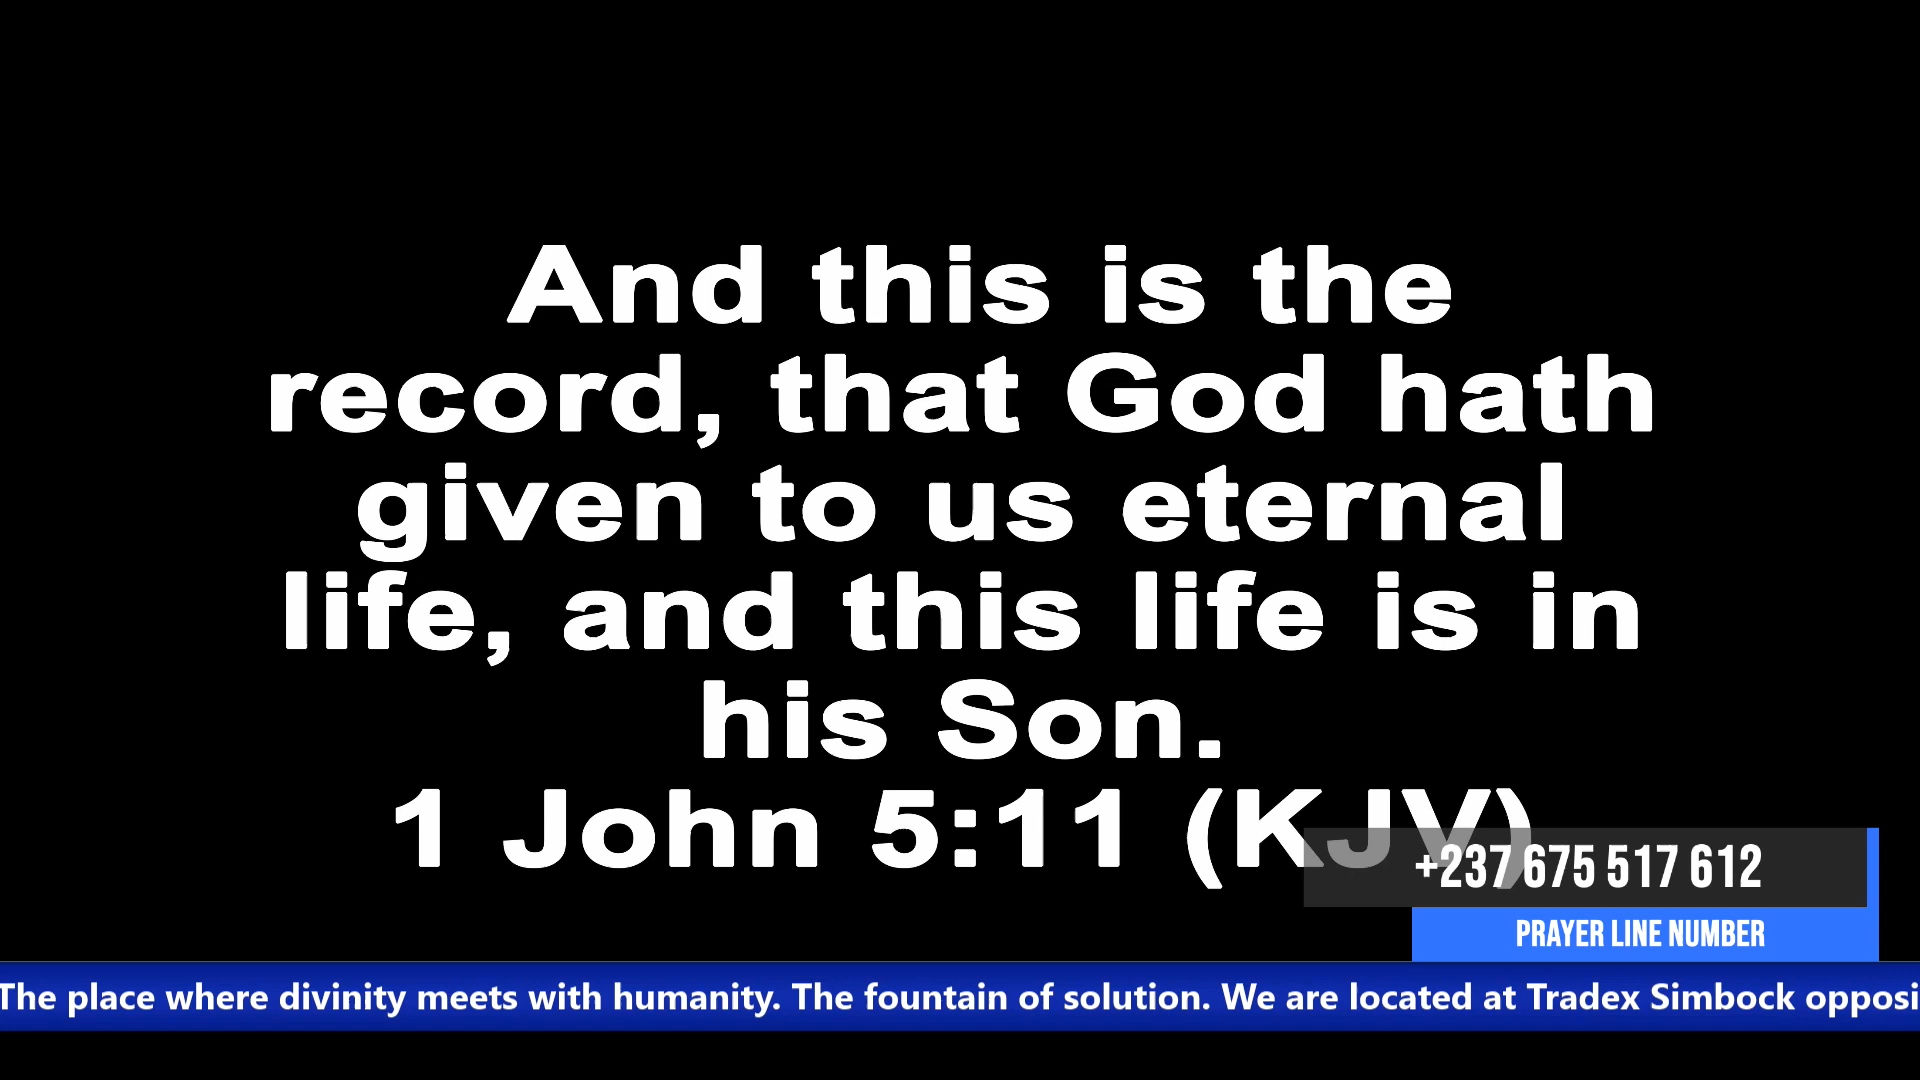 And this is the
record, that God hath
given to us eternal
life, and this life is in
his Son.
1 John 5:11 (KJV)
+237 675 517 612
PRAYER LINE NUMBER
The place where divinity meets with humanity. The fountain of solution. We are located at Tradex Simbock opposi